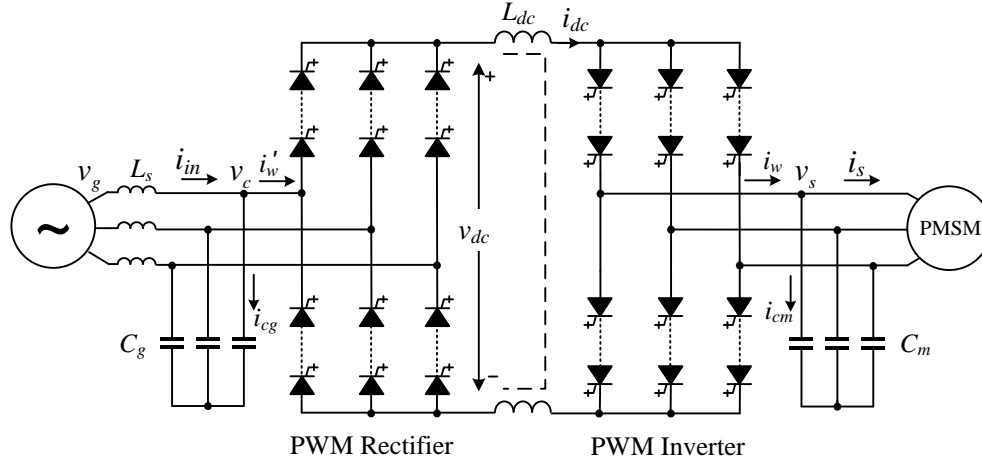 L_dc
i_dc
+
v_g
L_s
i_in
v_c
i_w'
i_w
v_s
i_s
~
v_dc
PMSM
i_cg
i_cm
C_g
C_m
−
PWM Rectifier
PWM Inverter